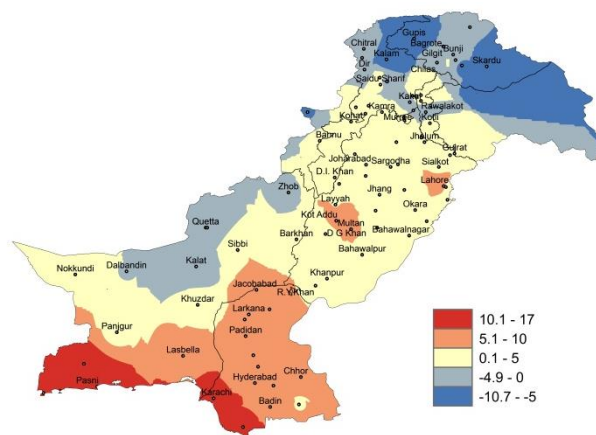 Gupis
Chitral
Bagrote
Bunji
Kalam
Gilgit
Dir
Chilas
Skardu
Saidu Sharif
Kakul
Kamra
Rawalakot
Kohat
Murree
Kotli
Bannu
Jhelum
Gujrat
Joharabad
Sargodha
Sialkot
D.I. Khan
Lahore
Zhob
Jhang
Layyah
Okara
Quetta
Kot Addu
Multan
Sibbi
Barkhan
D G Khan
Bahawalnagar
Kalat
Bahawalpur
Dalbandin
Nokkundi
Khanpur
Jacobabad
R.Y.Khan
Khuzdar
Larkana
Panjgur
Padidan
Lasbella
Pasni
Hyderabad
Chhor
Karachi
Badin
10.1 - 17
5.1 - 10
0.1 - 5
-4.9 - 0
-10.7 - -5